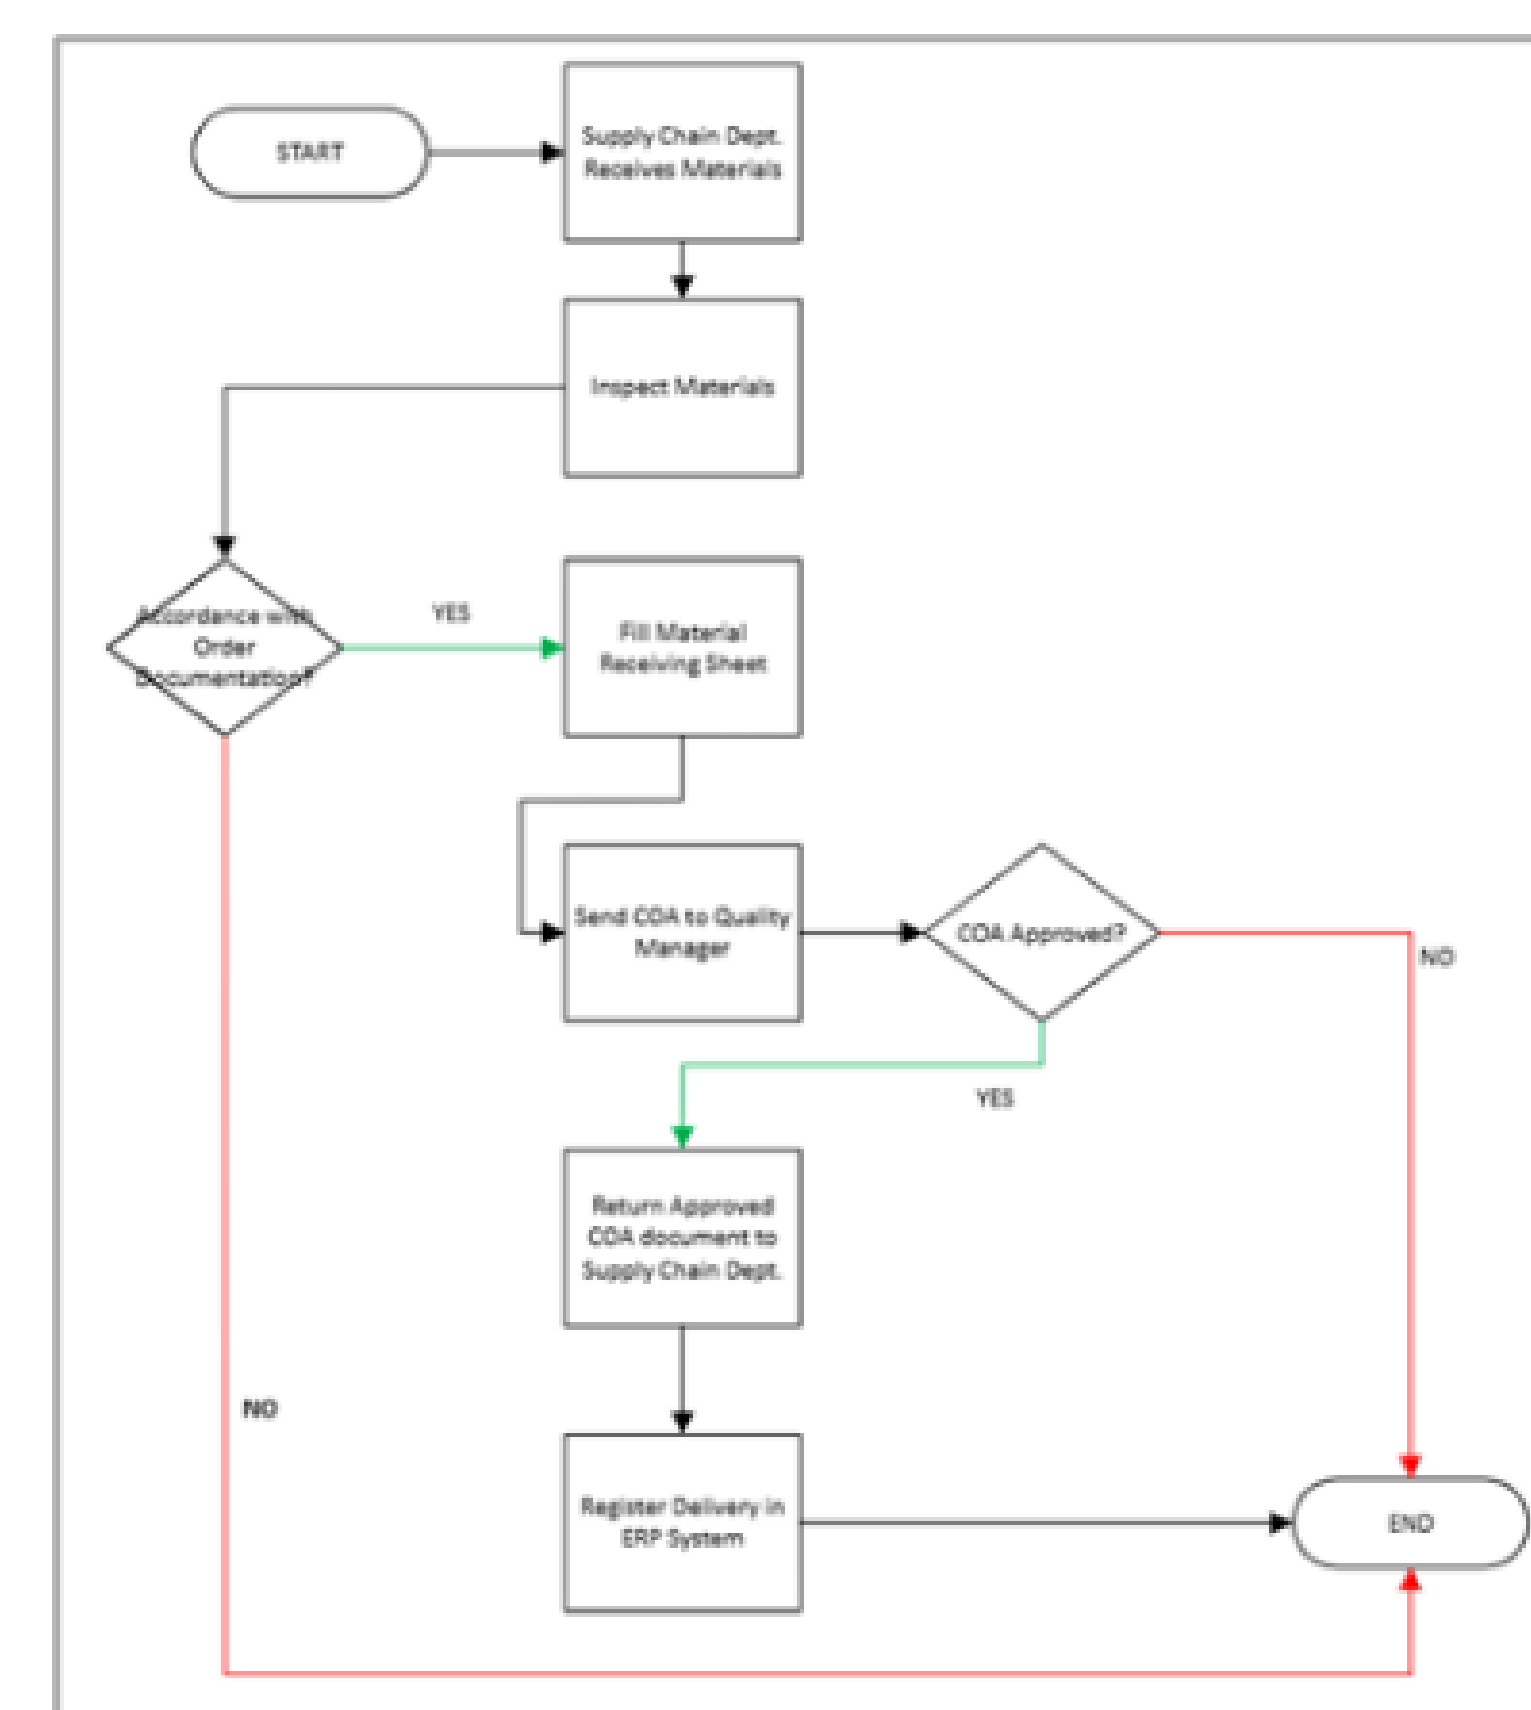 START
Supply Chain Dept.
Receives Materials
Inspect Materials
Accordance with
Order
Documentation?
YES
Fill Material
Receiving Sheet
Send COA to Quality
Manager
COA Approved?
NO
YES
Return Approved
COA document to
Supply Chain Dept.
NO
Register Delivery in
ERP System
END